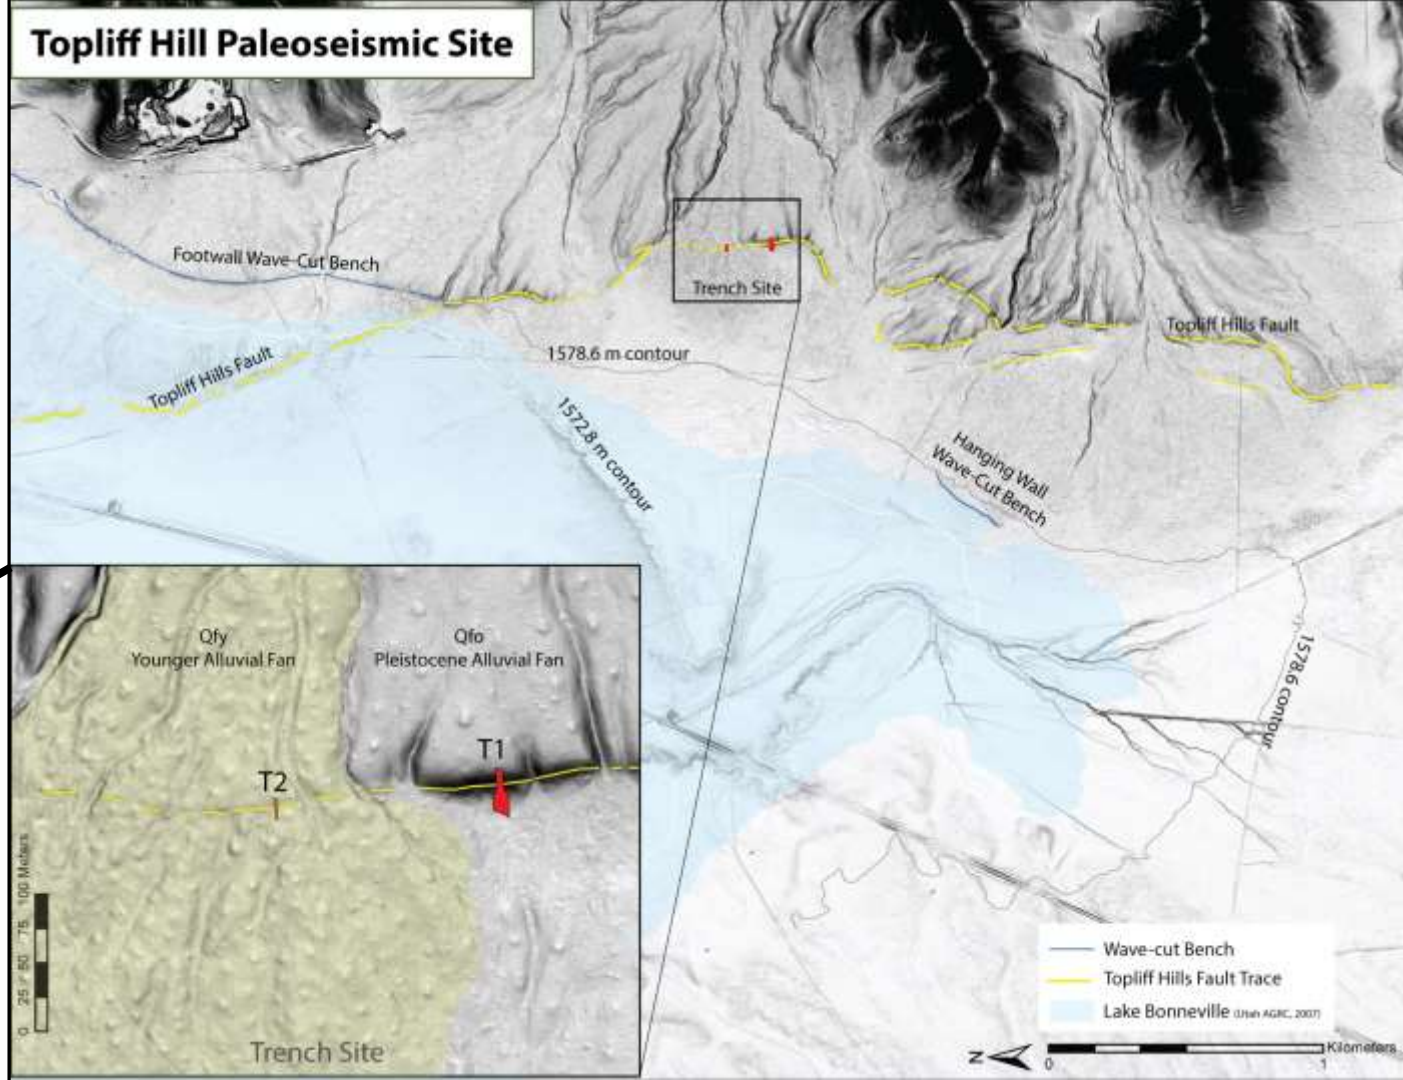 Topliff Hill Paleoseismic Site
Footwall Wave-Cut Bench
Trench Site
Topliff Hills Fault
1578.6 m contour
Topliff Hills Fault
1572.8 m contour
Hanging Wall
Wave-Cut Bench
1578.6 contour
Qfy
Younger Alluvial Fan
Qfo
Pleistocene Alluvial Fan
T1
T2
0 25 50 75 100 Meters
Trench Site
Wave-cut Bench
Topliff Hills Fault Trace
Lake Bonneville (Utah AGRC, 2007)
N
0 1 Kilometers